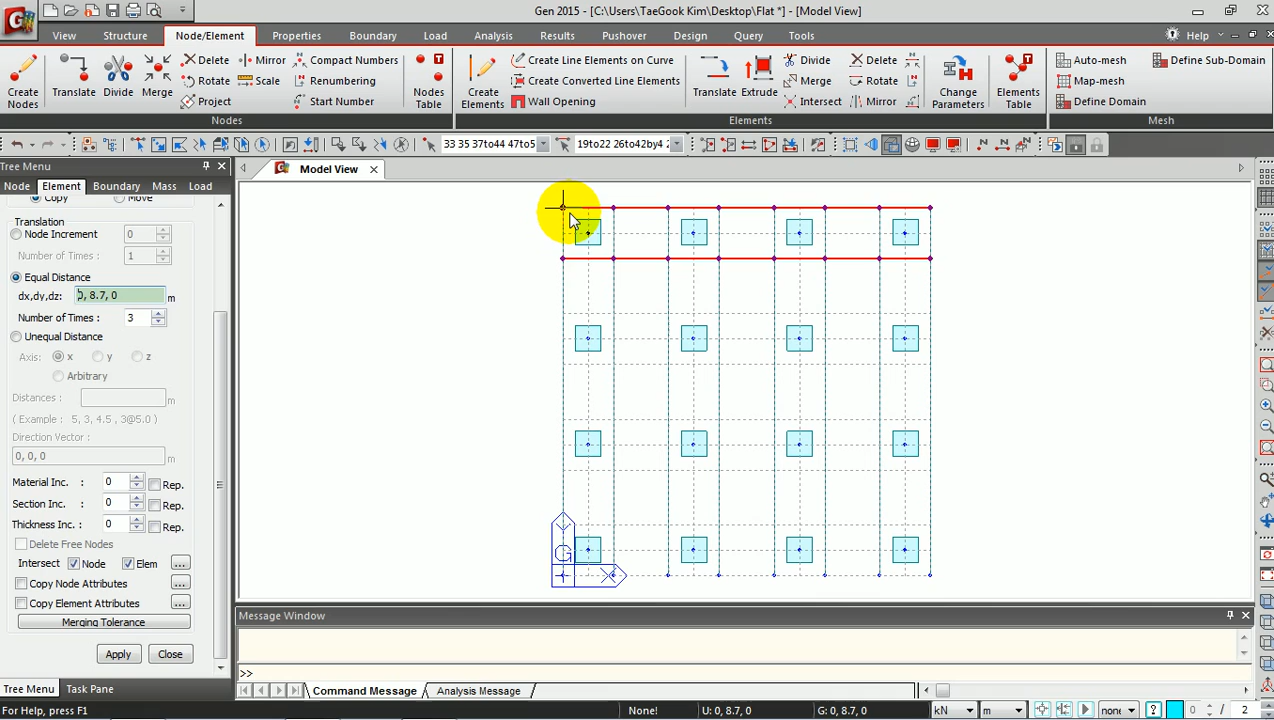 Gen 2015 - [C:\Users\TaeGook Kim\Desktop\Flat *] - [Model View]
View Structure Node/Element Properties Boundary Load Analysis Results Pushover Design Query Tools Help
Create Nodes
Translate
Divide
Merge
Delete
Rotate
Project
Mirror
Scale
Compact Numbers
Renumbering
Start Number
Nodes Table
Nodes
Create Elements
Create Line Elements on Curve
Create Converted Line Elements
Wall Opening
Translate
Extrude
Divide
Merge
Intersect
Delete
Rotate
Mirror
Change Parameters
Elements Table
Elements
Auto-mesh
Map-mesh
Define Domain
Define Sub-Domain
Mesh
33 35 37to44 47to5
19to22 26to42by4 2
Tree Menu
Node Element Boundary Mass Load
Copy Move
Translation
Node Increment 0
Number of Times: 1
Equal Distance
dx,dy,dz: 0, 8.7, 0 m
Number of Times : 3
Unequal Distance
Axis: x y z
Arbitrary
Distances : m
( Example : 5, 3, 4.5 , 3@5.0 )
Direction Vector :
0, 0, 0 m
Material Inc. : 0 Rep.
Section Inc. : 0 Rep.
Thickness Inc. : 0 Rep.
Delete Free Nodes
Intersect Node Elem ...
Copy Node Attributes ...
Copy Element Attributes ...
Merging Tolerance
Apply Close
Tree Menu Task Pane
Model View
G
X
Message Window
>>
Command Message Analysis Message
For Help, press F1
None!
U: 0, 8.7, 0
G: 0, 8.7, 0
kN
m
none
0 / 2